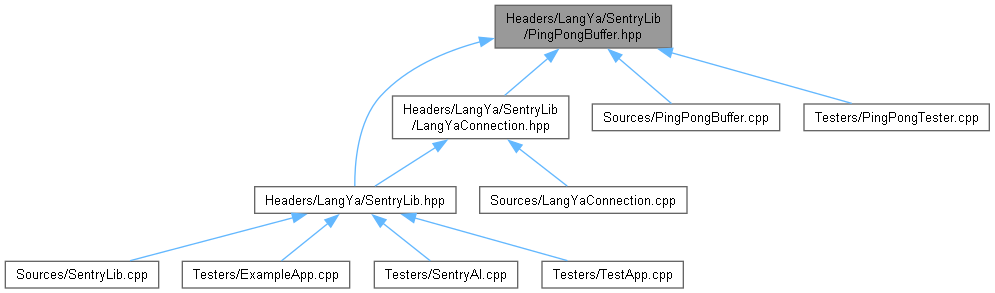 Headers/LangYa/SentryLib
/PingPongBuffer.hpp
Headers/LangYa/SentryLib
/LangYaConnection.hpp
Sources/PingPongBuffer.cpp
Testers/PingPongTester.cpp
Headers/LangYa/SentryLib.hpp
Sources/LangYaConnection.cpp
Sources/SentryLib.cpp
Testers/ExampleApp.cpp
Testers/SentryAI.cpp
Testers/TestApp.cpp